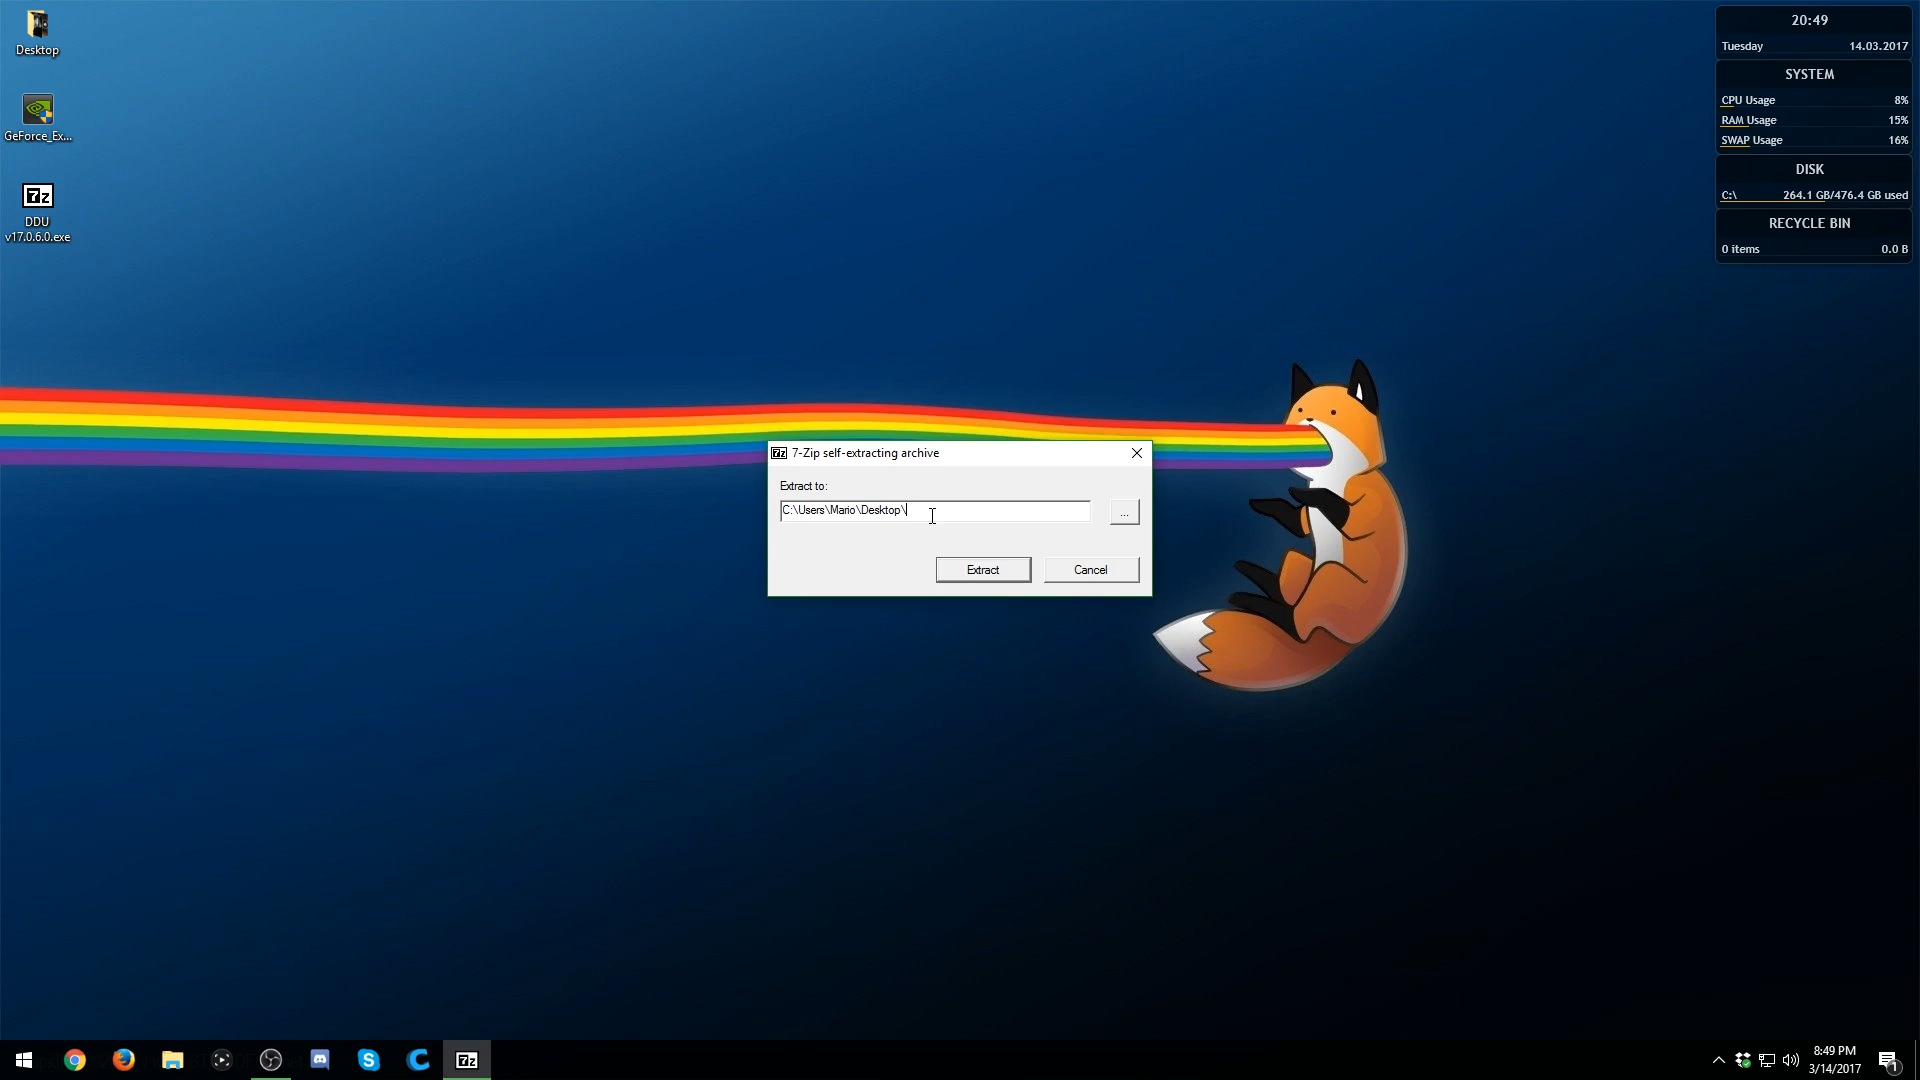 Desktop
GeForce_Ex...
7z
DDU
v17.0.6.0.exe
20:49
Tuesday 14.03.2017
SYSTEM
CPU Usage 8%
RAM Usage 15%
SWAP Usage 16%
DISK
C:\ 264.1 GB/476.4 GB used
RECYCLE BIN
0 items 0.0 B
7z 7-Zip self-extracting archive
Extract to:
C:\Users\Mario\Desktop\
...
Extract Cancel
7z
8:49 PM
3/14/2017
1